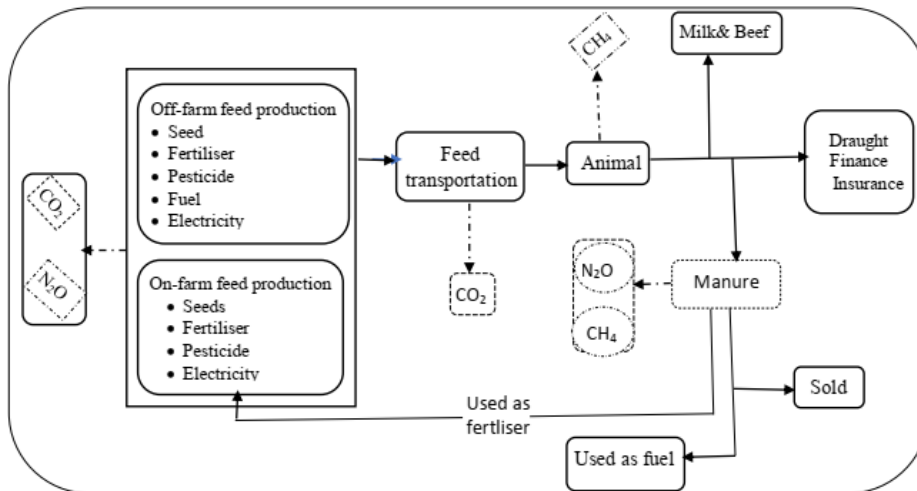 CH₄
Milk& Beef
Off-farm feed production
• Seed
• Fertiliser
• Pesticide
• Fuel
• Electricity
Feed
transportation
Animal
Draught
Finance
Insurance
CO₂
N₂O
On-farm feed production
• Seeds
• Fertiliser
• Pesticide
• Electricity
CO₂
N₂O
CH₄
Manure
Sold
Used as
fertliser
Used as fuel